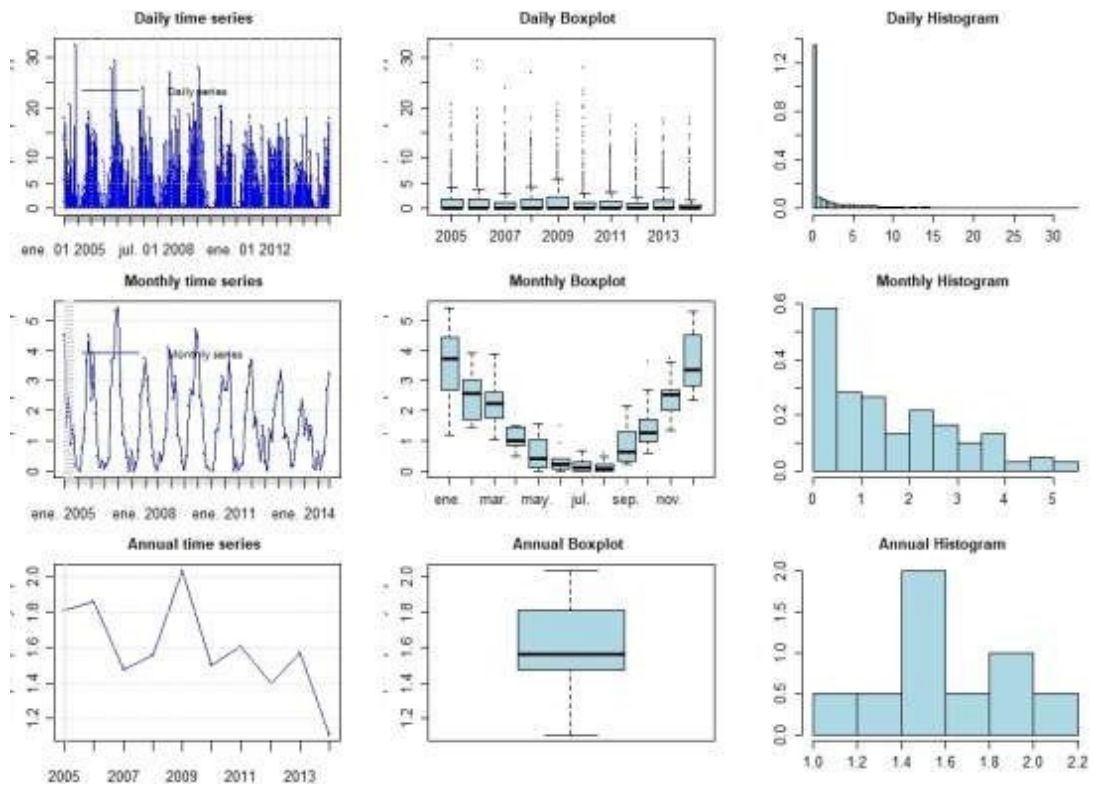 Daily time series
Daily Boxplot
Daily Histogram
30
20
10
5
0
Daily series
ene. 01 2005 jul. 01 2008 ene. 01 2012
30
20
10
5
0
2005 2007 2009 2011 2013
1.2
0.4
0.0
0 5 10 15 20 25 30
Monthly time series
Monthly Boxplot
Monthly Histogram
5
4
3
2
1
0
Monthly series
ene. 2005 ene. 2008 ene. 2011 ene. 2014
5
4
3
2
1
0
ene. mar. may. jul. sep. nov.
0.6
0.4
0.2
0.0
0 1 2 3 4 5
Annual time series
Annual Boxplot
Annual Histogram
2.0
1.8
1.6
1.4
1.2
2005 2007 2009 2011 2013
2.0
1.8
1.6
1.4
1.2
2.0
1.5
1.0
0.5
0.0
1.0 1.2 1.4 1.6 1.8 2.0 2.2